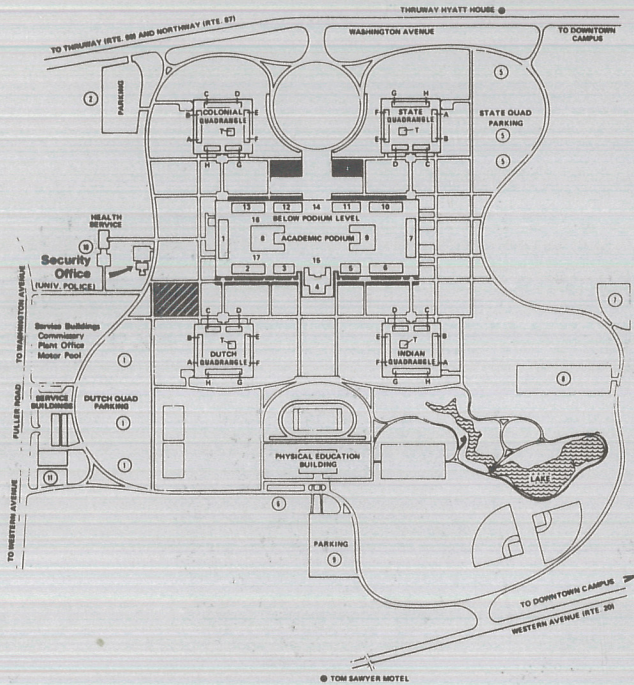 THRUWAY HYATT HOUSE
TO THRUWAY (RTE. 90) AND NORTHWAY (RTE. 87)
WASHINGTON AVENUE
TO DOWNTOWN
CAMPUS
2
PARKING
C D
COLONIAL
QUADRANGLE
B E
T
A F
H G
G H
STATE
QUADRANGLE
F A
T
E B
D C
5
STATE QUAD
PARKING
5
5
13 12 14 11 10
18 BELOW PODIUM LEVEL
1 8 ACADEMIC PODIUM 9 7
17 15
2 3 4 5 6
HEALTH
SERVICE
10
Security
Office
(UNIV. POLICE)
TO WASHINGTON AVENUE
FULLER ROAD
TO WESTERN AVENUE
Service Buildings
Commissary
Plant Office
Motor Pool
SERVICE
BUILDINGS
11
1
DUTCH QUAD
PARKING
1
1
C D
B E
T
DUTCH
QUADRANGLE
A F
H G
D C
E B
T
INDIAN
QUADRANGLE
F A
G H
7
8
PHYSICAL EDUCATION
BUILDING
LAKE
6
PARKING
9
TO DOWNTOWN CAMPUS
WESTERN AVENUE (RTE. 20)
TOM SAWYER MOTEL